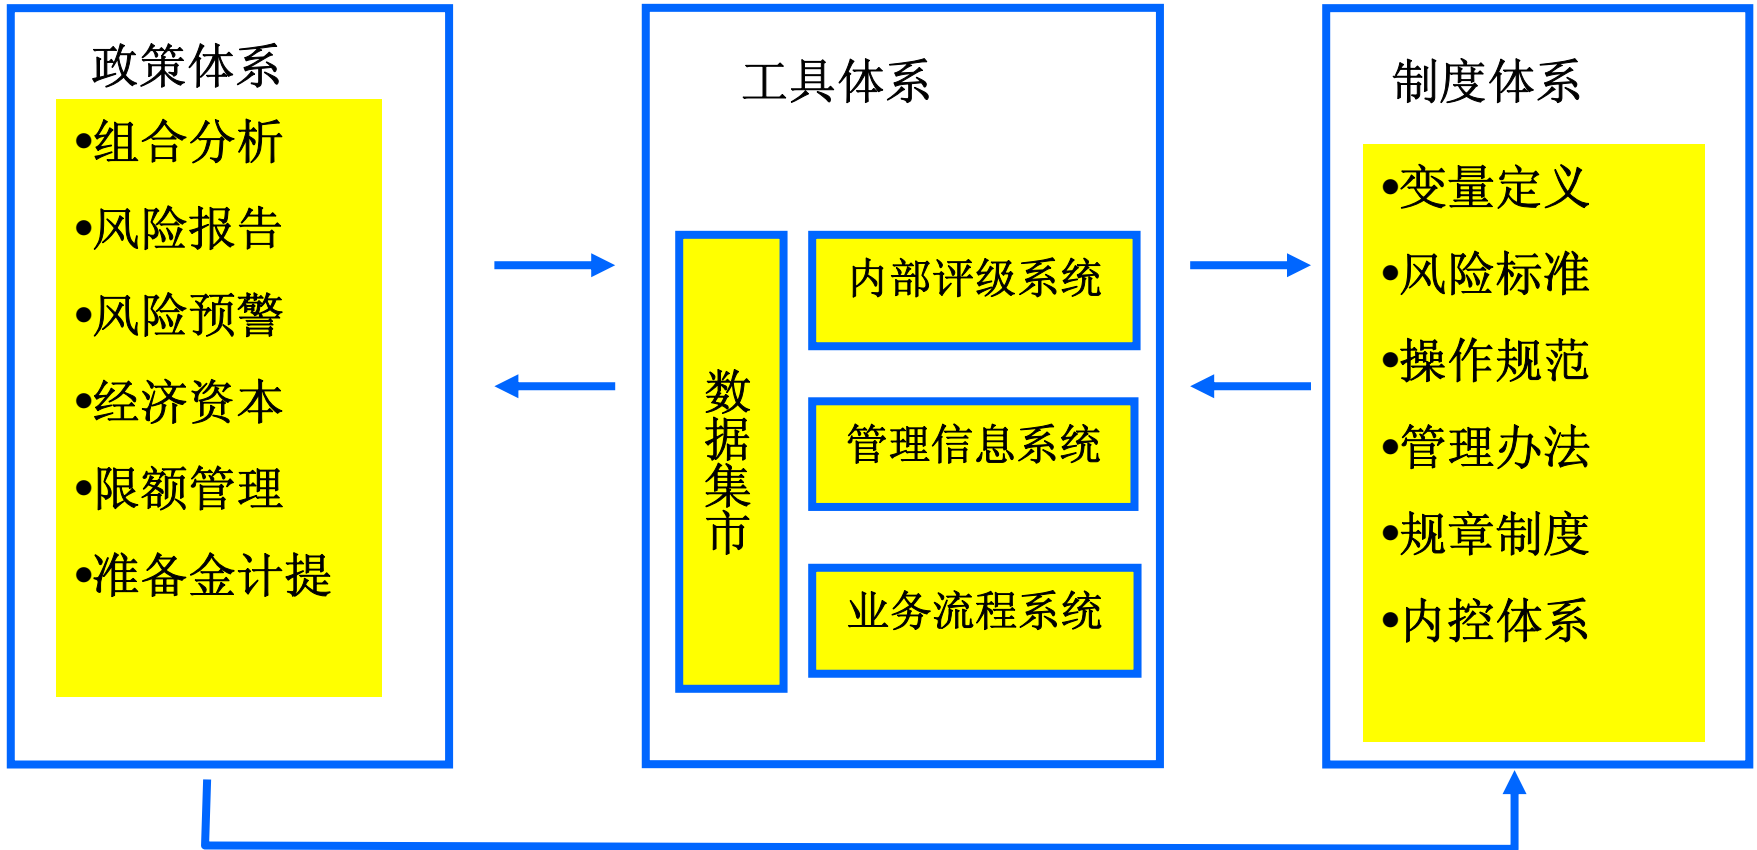 政策体系
•组合分析
•风险报告
•风险预警
•经济资本
•限额管理
•准备金计提
工具体系
数据集市
内部评级系统
管理信息系统
业务流程系统
制度体系
•变量定义
•风险标准
•操作规范
•管理办法
•规章制度
•内控体系